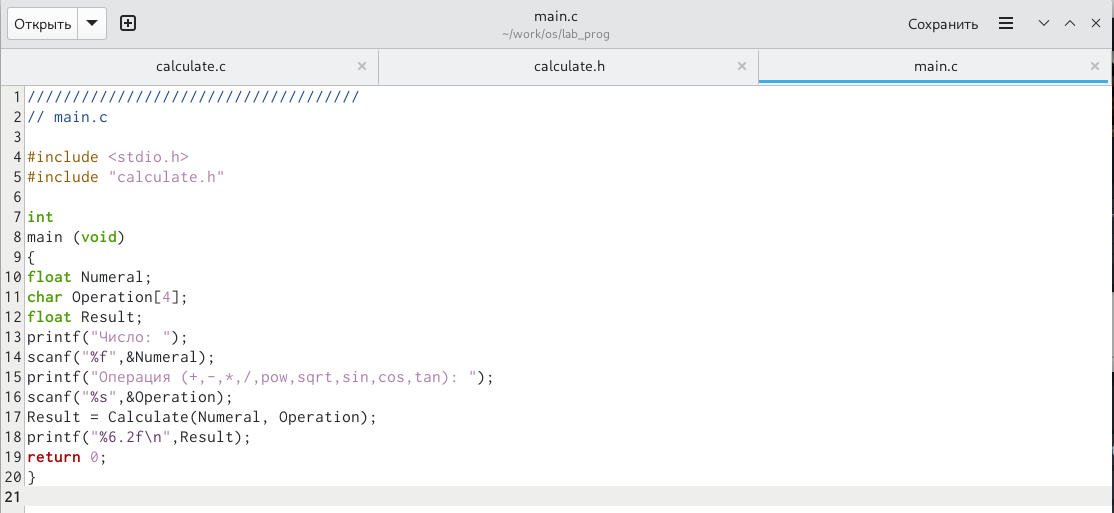 Открыть
main.c
~/work/os/lab_prog
Сохранить
calculate.c
calculate.h
main.c
1 /////////////////////////////////////
2 // main.c
3
4 #include <stdio.h>
5 #include "calculate.h"
6
7 int
8 main (void)
9 {
10 float Numeral;
11 char Operation[4];
12 float Result;
13 printf("Число: ");
14 scanf("%f",&Numeral);
15 printf("Операция (+,-,*,/,pow,sqrt,sin,cos,tan): ");
16 scanf("%s",&Operation);
17 Result = Calculate(Numeral, Operation);
18 printf("%6.2f\n",Result);
19 return 0;
20 }
21